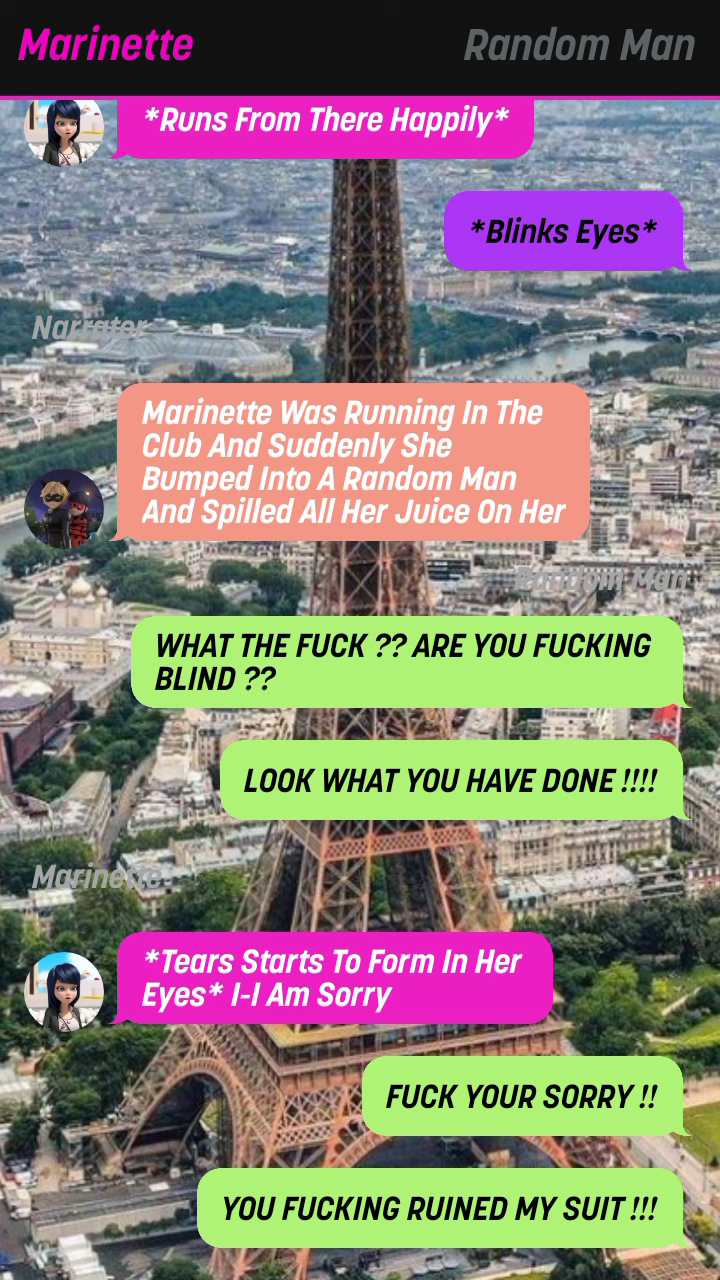 Marinette
Random Man
*Runs From There Happily*
*Blinks Eyes*
Narrator
Marinette Was Running In The
Club And Suddenly She
Bumped Into A Random Man
And Spilled All Her Juice On Her
Random Man
WHAT THE FUCK ?? ARE YOU FUCKING
BLIND ??
LOOK WHAT YOU HAVE DONE !!!!
Marinette
*Tears Starts To Form In Her
Eyes* I-I Am Sorry
FUCK YOUR SORRY !!
YOU FUCKING RUINED MY SUIT !!!